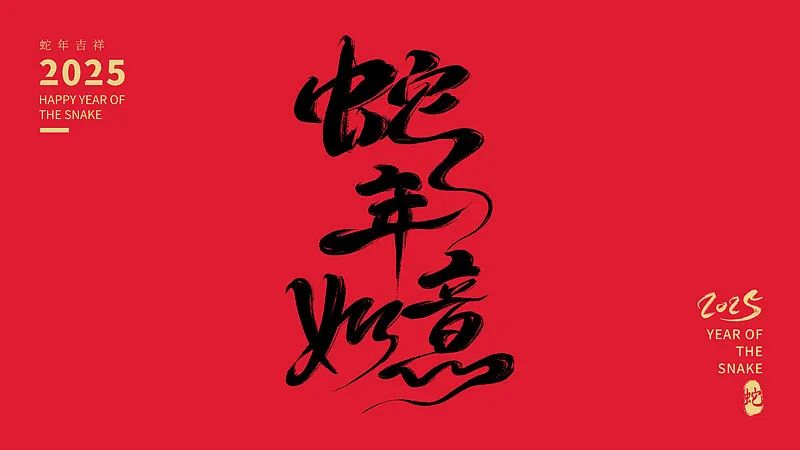 蛇年吉祥
2025
HAPPY YEAR OF
THE SNAKE
蛇
年
如意
2025
YEAR OF
THE
SNAKE
蛇